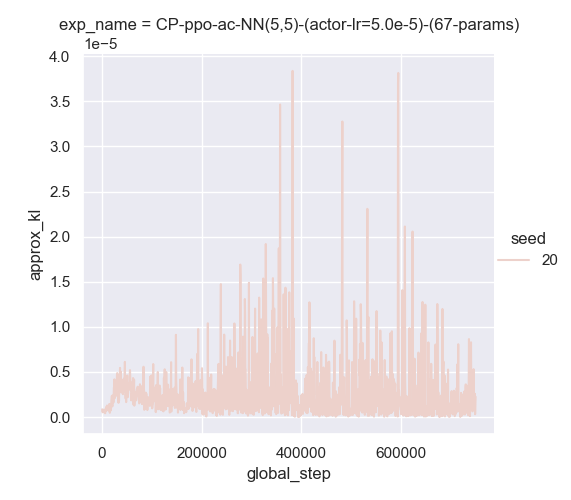 exp_name = CP-ppo-ac-NN(5,5)-(actor-lr=5.0e-5)-(67-params)
1e−5
4.0
3.5
3.0
2.5
2.0
1.5
1.0
0.5
0.0
approx_kl
0
200000
400000
600000
global_step
seed
20